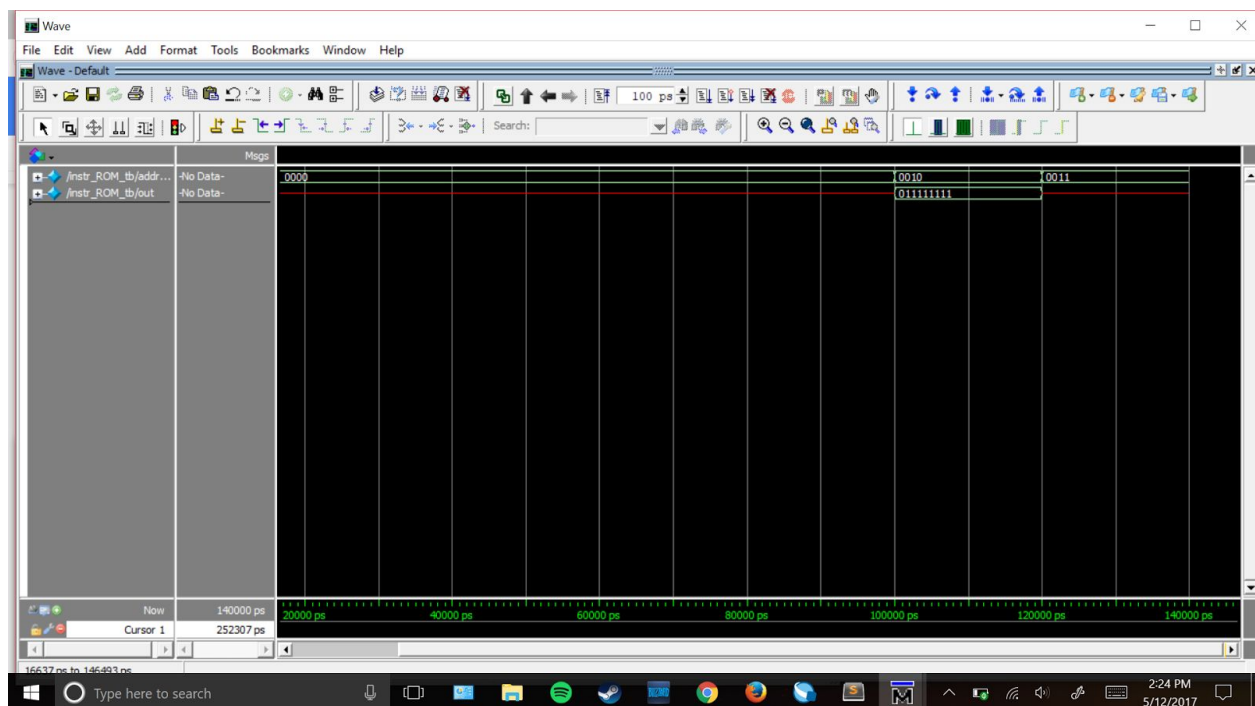 Wave
File Edit View Add Format Tools Bookmarks Window Help
Wave - Default
100 ps
Search:
Msgs
/instr_ROM_tb/addr... -No Data- 0000 0010 0011
/instr_ROM_tb/out -No Data- 011111111
Now 140000 ps 20000 ps 40000 ps 60000 ps 80000 ps 100000 ps 120000 ps 140000 ps
Cursor 1 252307 ps
16637 ps to 146493 ps
Type here to search
2:24 PM
5/12/2017